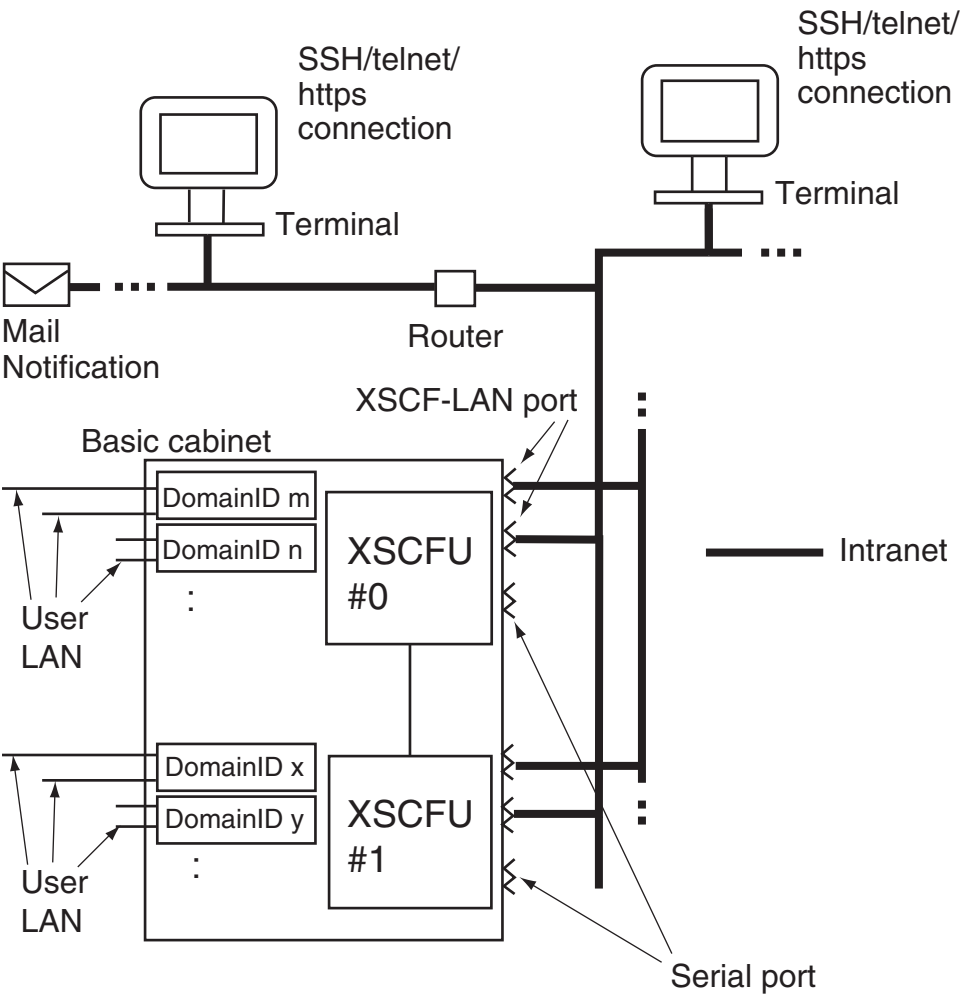 SSH/telnet/
https
connection
SSH/telnet/
https
connection
Terminal
Terminal
Mail
Notification
Router
XSCF-LAN port
Basic cabinet
DomainID m
DomainID n
:
XSCFU
#0
Intranet
User
LAN
DomainID x
DomainID y
:
XSCFU
#1
User
LAN
Serial port